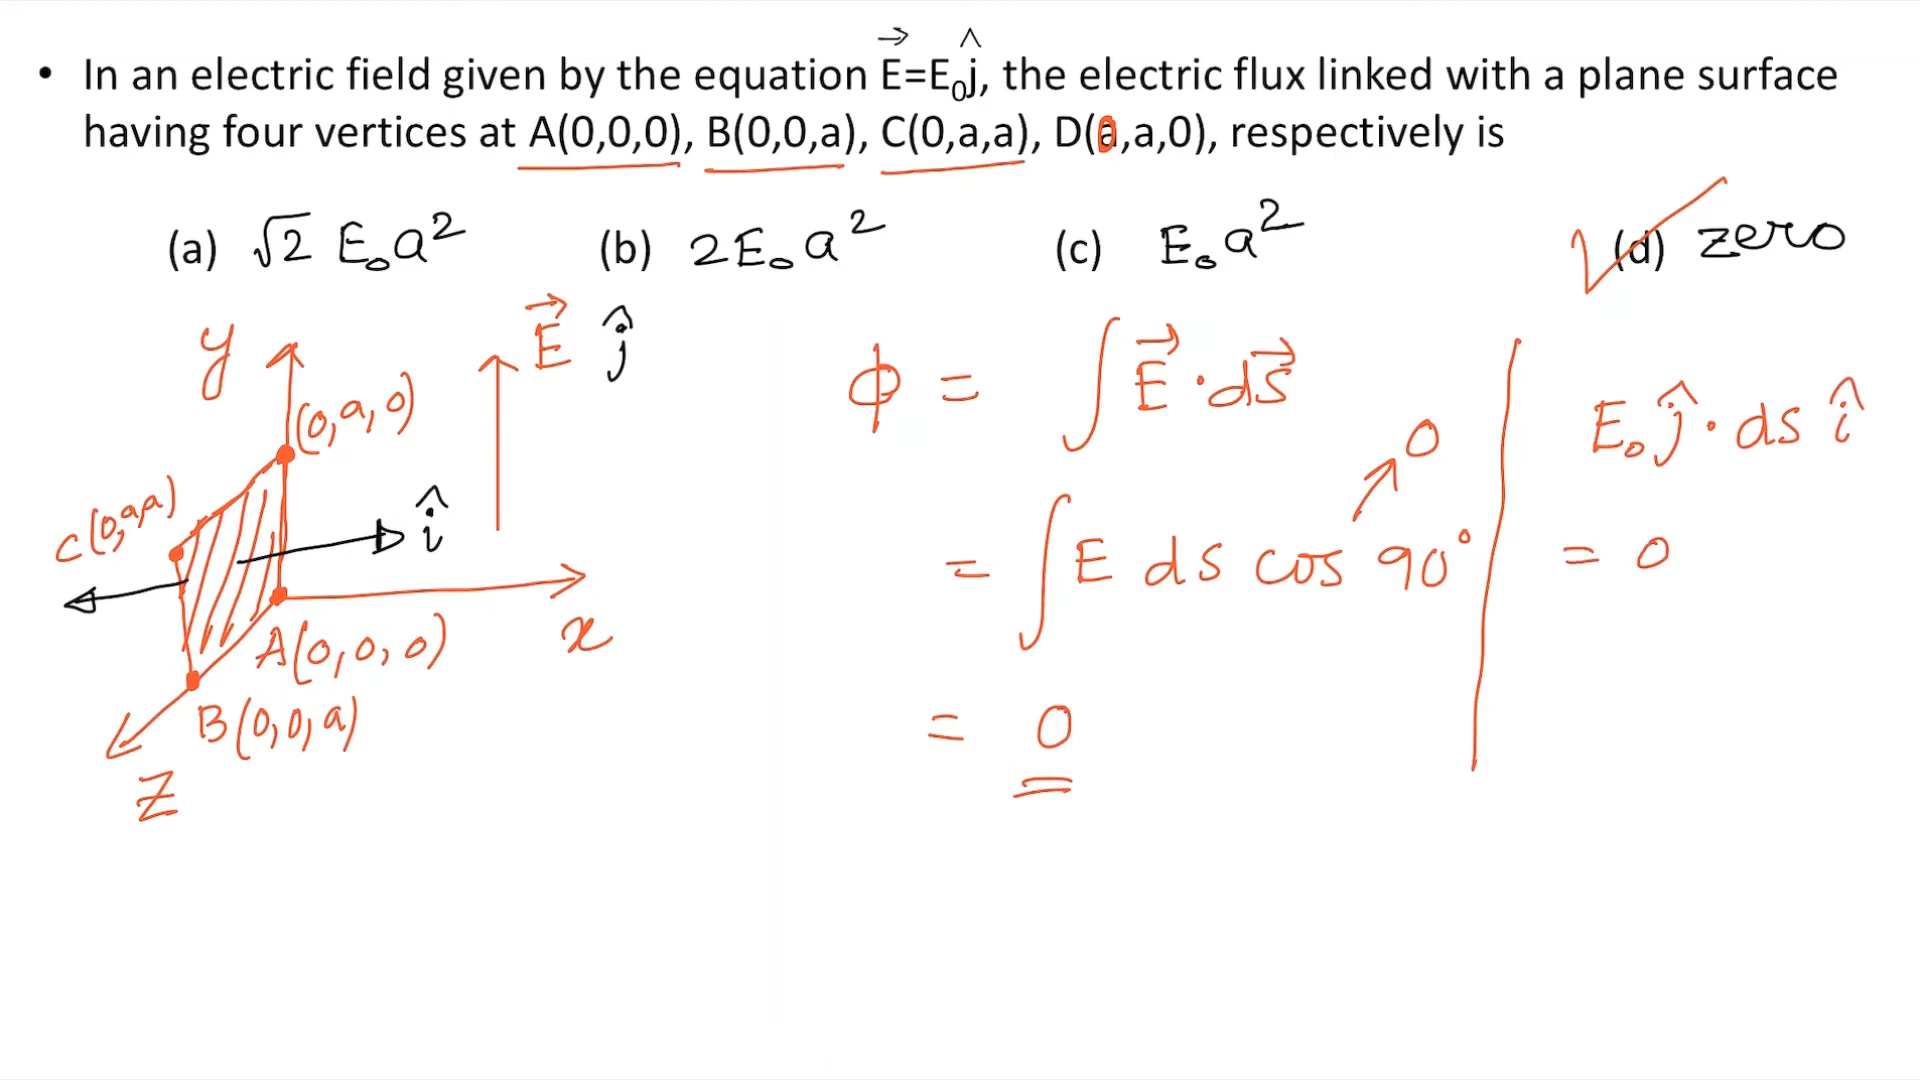 • In an electric field given by the equation E⃗=E₀ĵ, the electric flux linked with a plane surface
having four vertices at A(0,0,0), B(0,0,a), C(0,a,a), D(0,a,0), respectively is
(a) √2 E₀a² (b) 2E₀a² (c) E₀a² (d) zero
y E⃗ ĵ
(0,a,0)
C(0,a,a)
î
A(0,0,0)
x
B(0,0,a)
Z
ϕ = ∫ E⃗ · ds⃗
0
= ∫ E ds cos 90°
= 0
E₀ ĵ · ds î
= 0